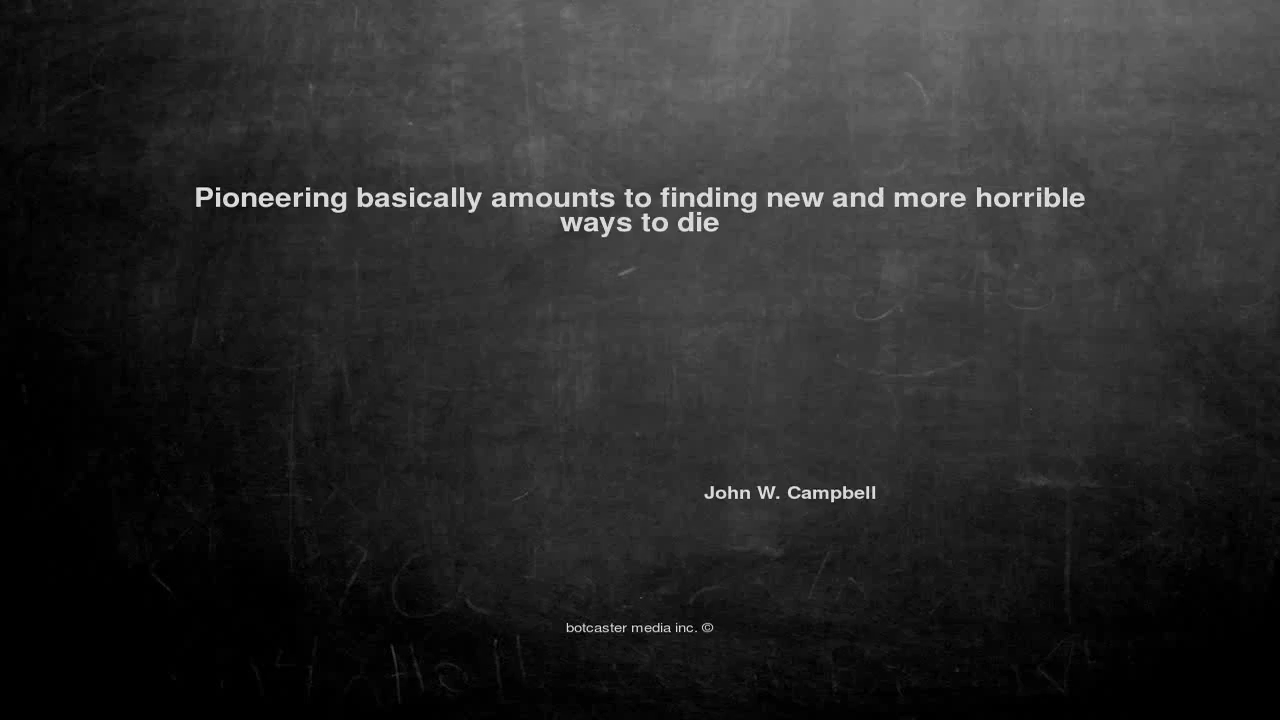 Pioneering basically amounts to finding new and more horrible
ways to die
John W. Campbell
botcaster media inc. ©